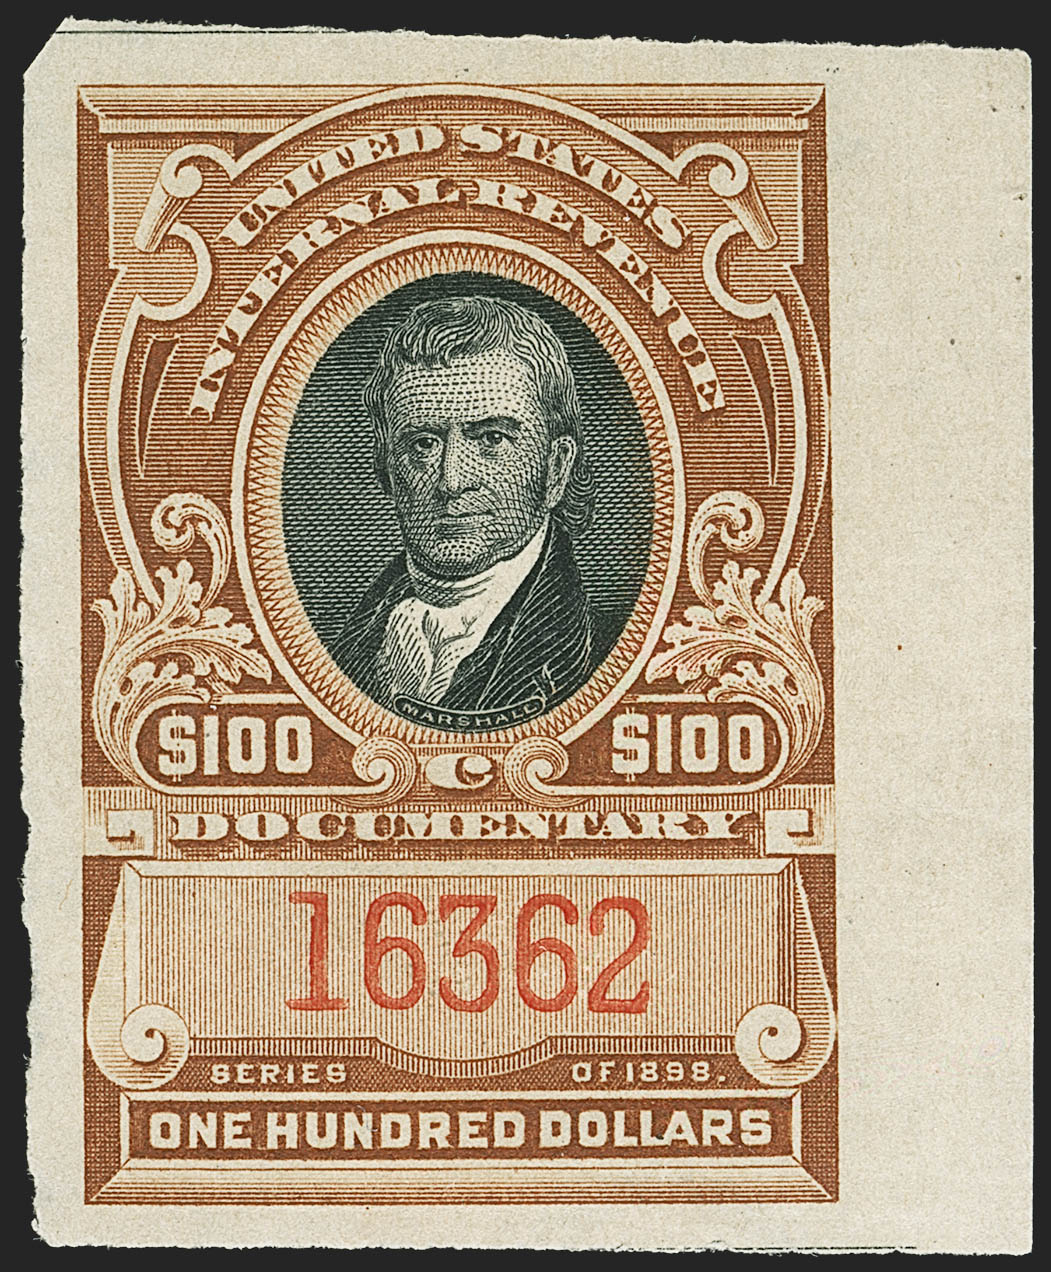 UNITED STATES
INTERNAL REVENUE
MARSHALL
$100 C $100
DOCUMENTARY
16362
SERIES OF 1898.
ONE HUNDRED DOLLARS